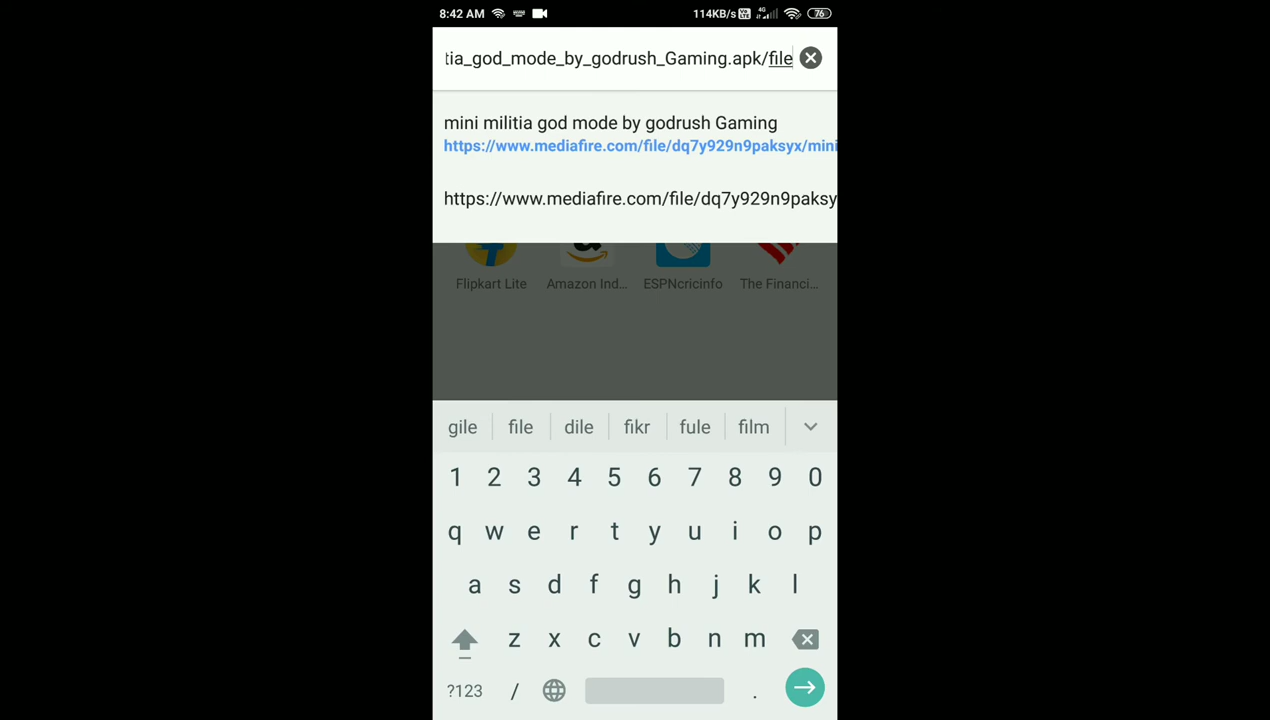 8:42 AM 114KB/s VoLTE 4G 76
tia_god_mode_by_godrush_Gaming.apk/file
mini militia god mode by godrush Gaming
https://www.mediafire.com/file/dq7y929n9paksyx/mini
https://www.mediafire.com/file/dq7y929n9paksy
Flipkart Lite Amazon Ind... ESPNcricinfo The Financi...
gile file dile fikr fule film
1 2 3 4 5 6 7 8 9 0
q w e r t y u i o p
a s d f g h j k l
z x c v b n m
?123 / .